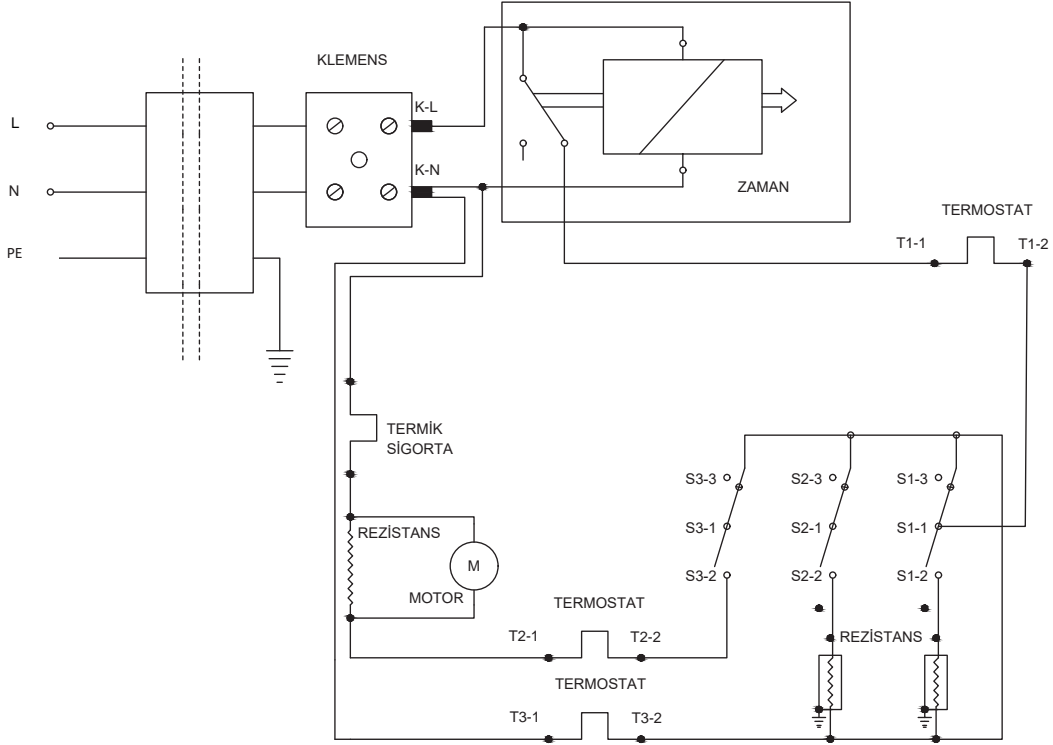 KLEMENS
K-L
L
K-N
N
ZAMAN
TERMOSTAT
PE
T1-1
T1-2
TERMİK
SİGORTA
S3-3
S2-3
S1-3
REZİSTANS
S3-1
S2-1
S1-1
M
S3-2
S2-2
S1-2
MOTOR
TERMOSTAT
T2-1
T2-2
REZİSTANS
TERMOSTAT
T3-1
T3-2